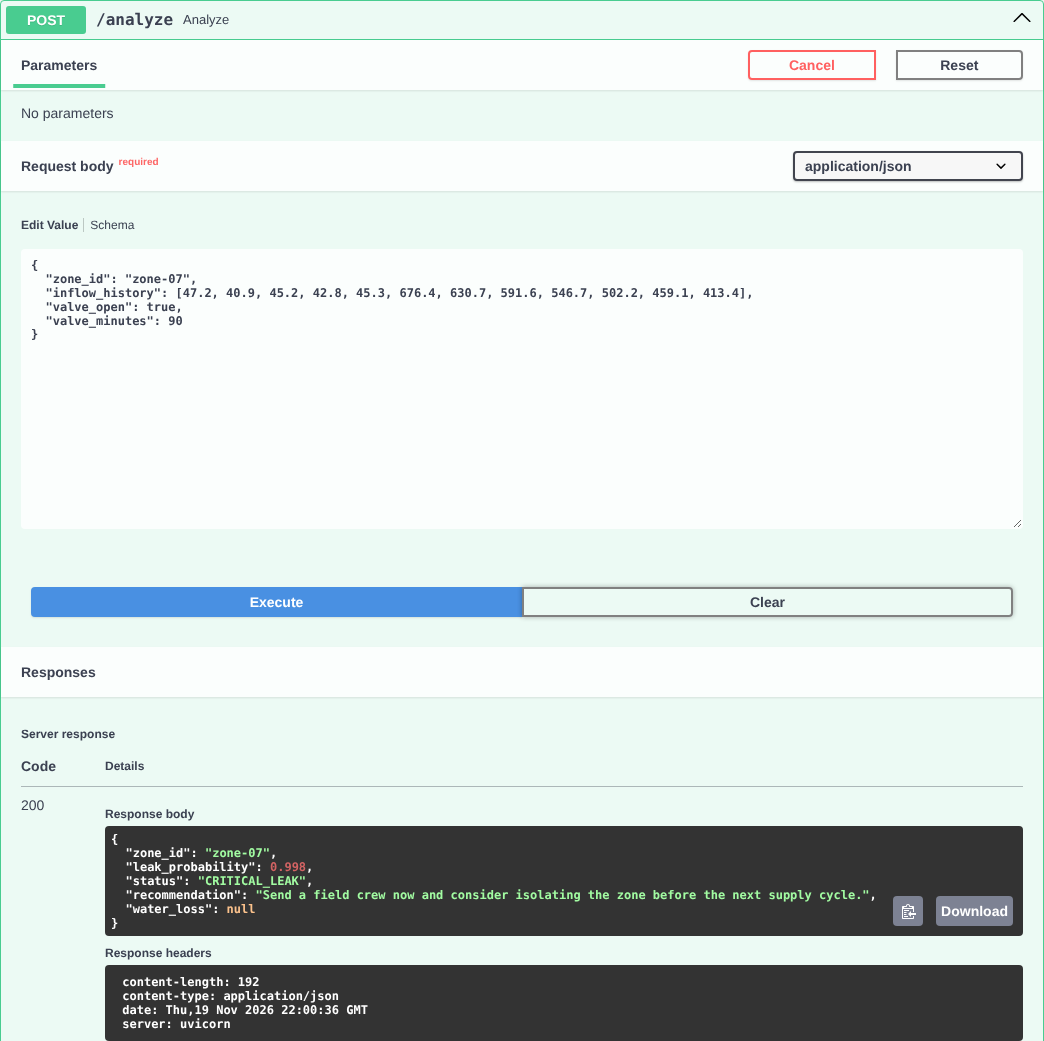 POST /analyze Analyze
Parameters
Cancel
Reset
No parameters
Request body required
application/json
Edit Value Schema
{
  "zone_id": "zone-07",
  "inflow_history": [47.2, 40.9, 45.2, 42.8, 45.3, 676.4, 630.7, 591.6, 546.7, 502.2, 459.1, 413.4],
  "valve_open": true,
  "valve_minutes": 90
}
Execute
Clear
Responses
Server response
Code Details
200
Response body
{
  "zone_id": "zone-07",
  "leak_probability": 0.998,
  "status": "CRITICAL_LEAK",
  "recommendation": "Send a field crew now and consider isolating the zone before the next supply cycle.",
  "water_loss": null
}
Download
Response headers
content-length: 192
content-type: application/json
date: Thu,19 Nov 2026 22:00:36 GMT
server: uvicorn